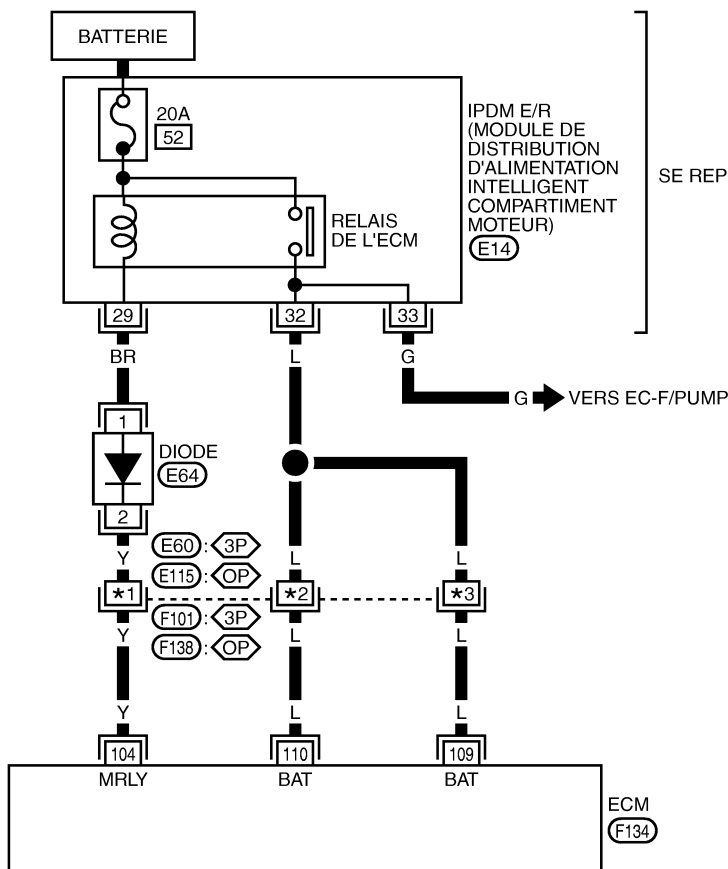 BATTERIE
20A
52
IPDM E/R
(MODULE DE
DISTRIBUTION
D'ALIMENTATION
INTELLIGENT
COMPARTIMENT
MOTEUR)
E14
SE REP
RELAIS
DE L'ECM
29
32
33
BR
L
G
G
VERS EC-F/PUMP
1
DIODE
E64
2
Y
E60 : 3P
L
L
E115 : OP
*1
*2
*3
F101 : 3P
Y
L
L
F138 : OP
Y
L
L
104
110
109
MRLY
BAT
BAT
ECM
F134